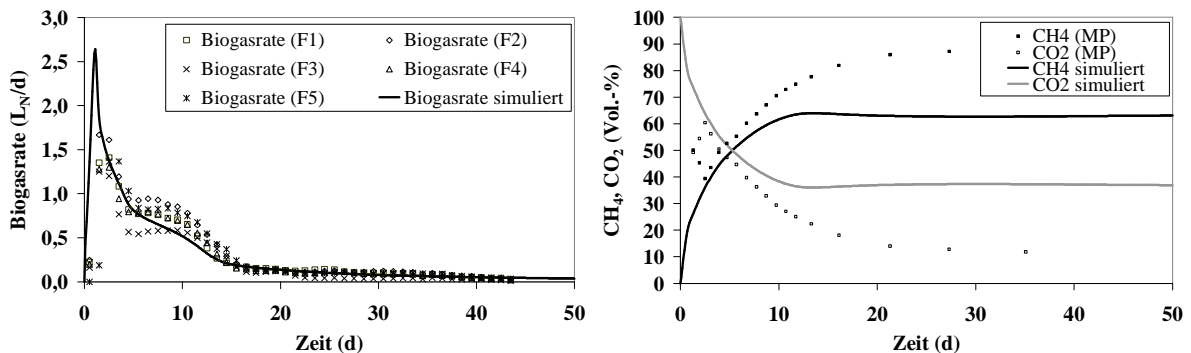 3,0
2,5
2,0
1,5
1,0
0,5
0,0
Biogasrate (L_N/d)
Biogasrate (F1) Biogasrate (F2)
Biogasrate (F3) Biogasrate (F4)
Biogasrate (F5) Biogasrate simuliert
0 10 20 30 40 50
Zeit (d)
100
90
80
70
60
50
40
30
20
10
0
CH₄, CO₂ (Vol.-%)
CH4 (MP)
CO2 (MP)
CH4 simuliert
CO2 simuliert
0 10 20 30 40 50
Zeit (d)